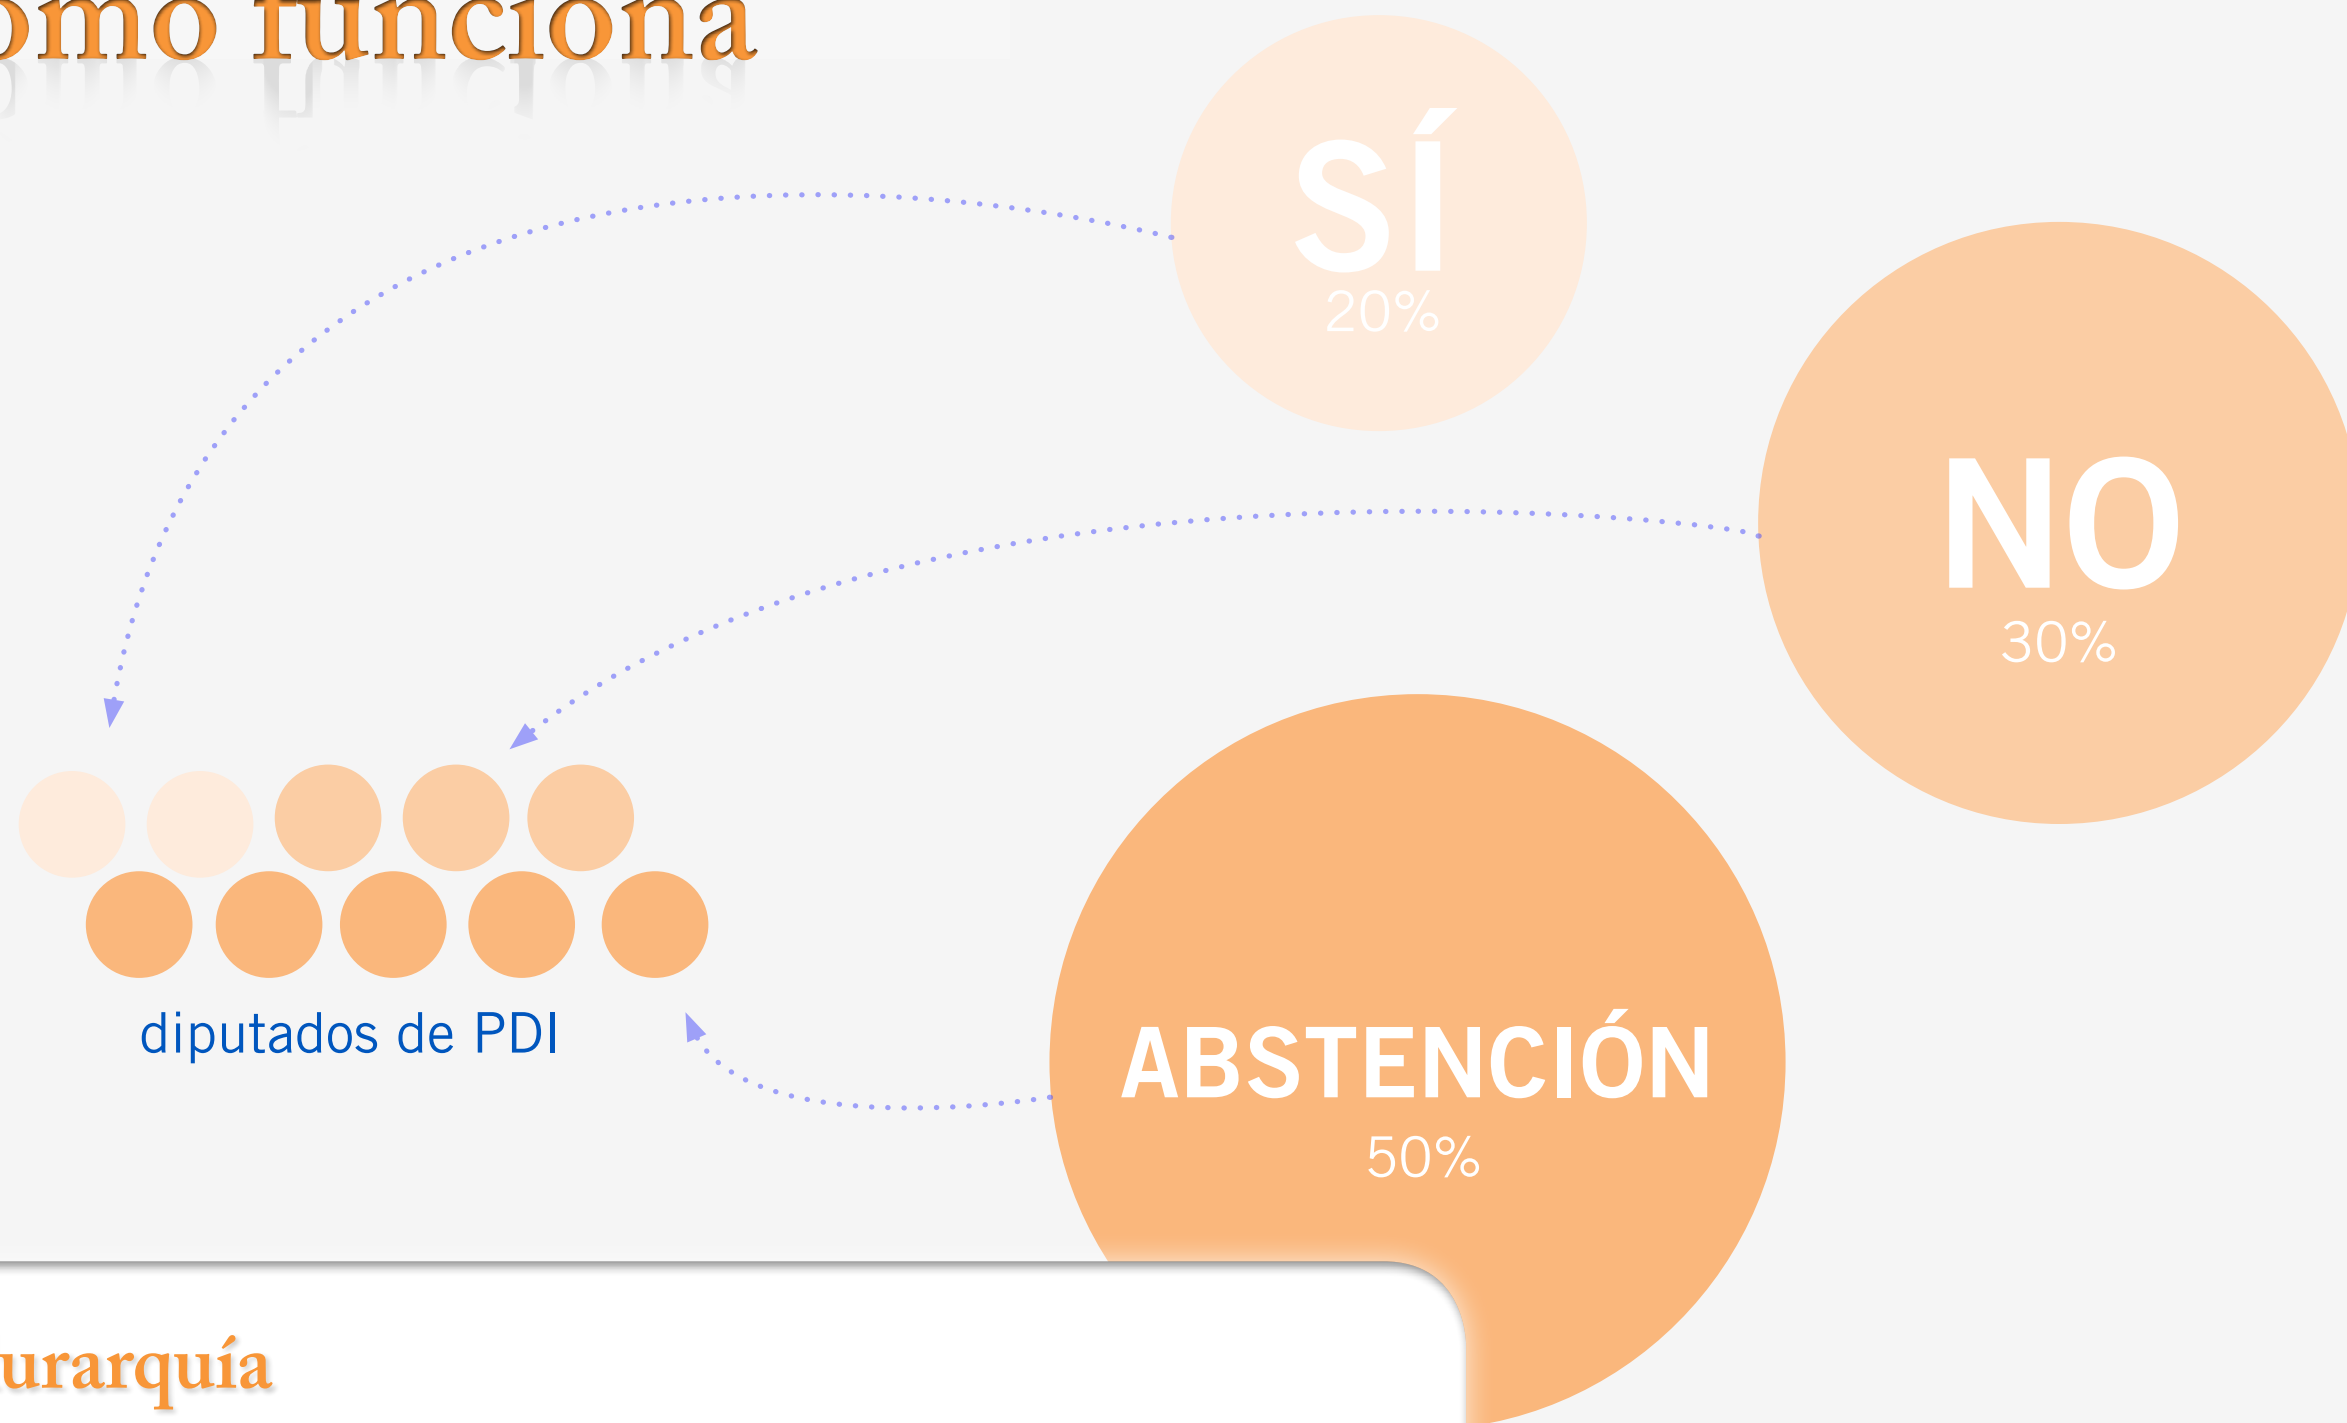 omo funciona
SÍ
20%
NO
30%
diputados de PDI
ABSTENCIÓN
50%
urarquía